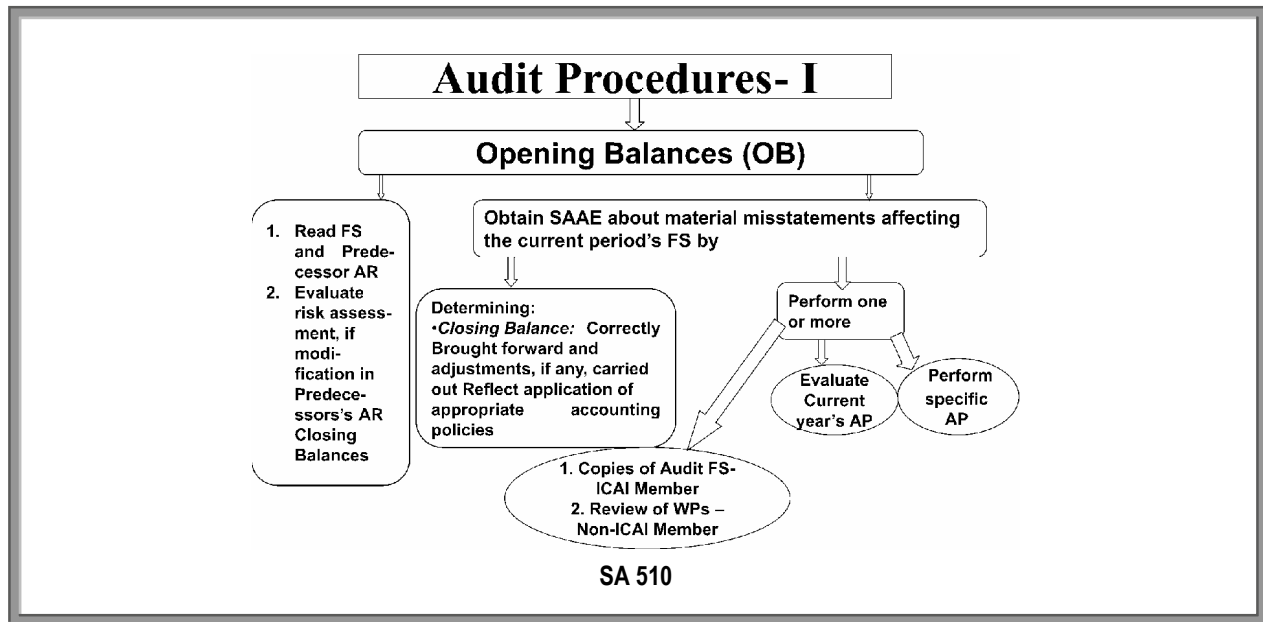 Audit Procedures- I
Opening Balances (OB)
1. Read FS
and Prede-
cessor AR
2. Evaluate
risk assess-
ment, if
modi-
fication in
Predece-
ssors's AR
Closing
Balances
Obtain SAAE about material misstatements affecting
the current period's FS by
Determining:
•Closing Balance: Correctly
Brought forward and
adjustments, if any, carried
out Reflect application of
appropriate accounting
policies
Perform one
or more
Evaluate
Current
year's AP
Perform
specific
AP
1. Copies of Audit FS-
ICAI Member
2. Review of WPs –
Non-ICAI Member
SA 510